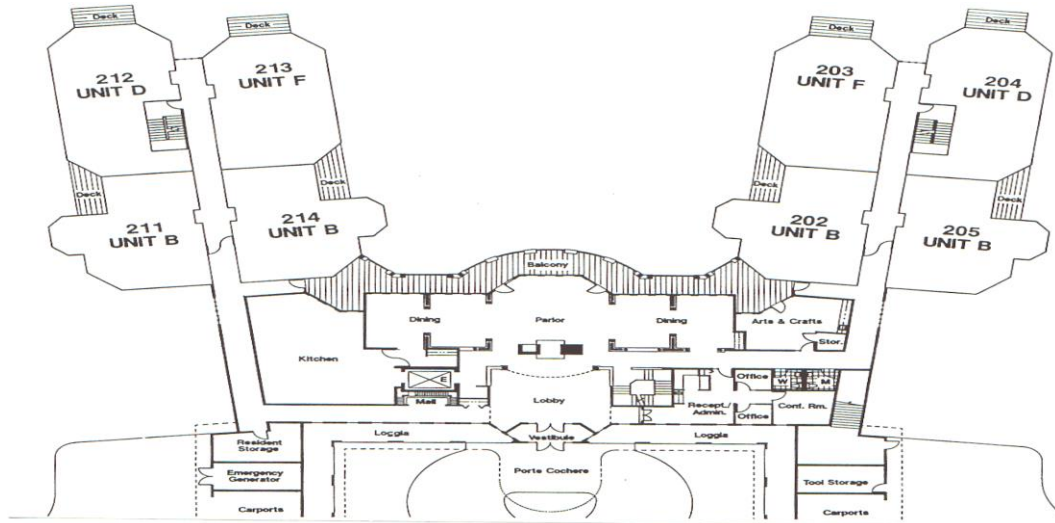 Deck
212
UNIT D
Deck
213
UNIT F
Deck
203
UNIT F
Deck
204
UNIT D
Deck
211
UNIT B
Deck
214
UNIT B
Deck
202
UNIT B
Deck
205
UNIT B
Balcony
Dining
Parlor
Dining
Arts & Crafts
Stor.
Kitchen
E
Mail
Lobby
Recept./
Admin.
Office
W
M
Office
Conf. Rm.
Resident
Storage
Loggia
Vestibule
Loggia
Porte Cochere
Emergency
Generator
Tool Storage
Carports
Carports